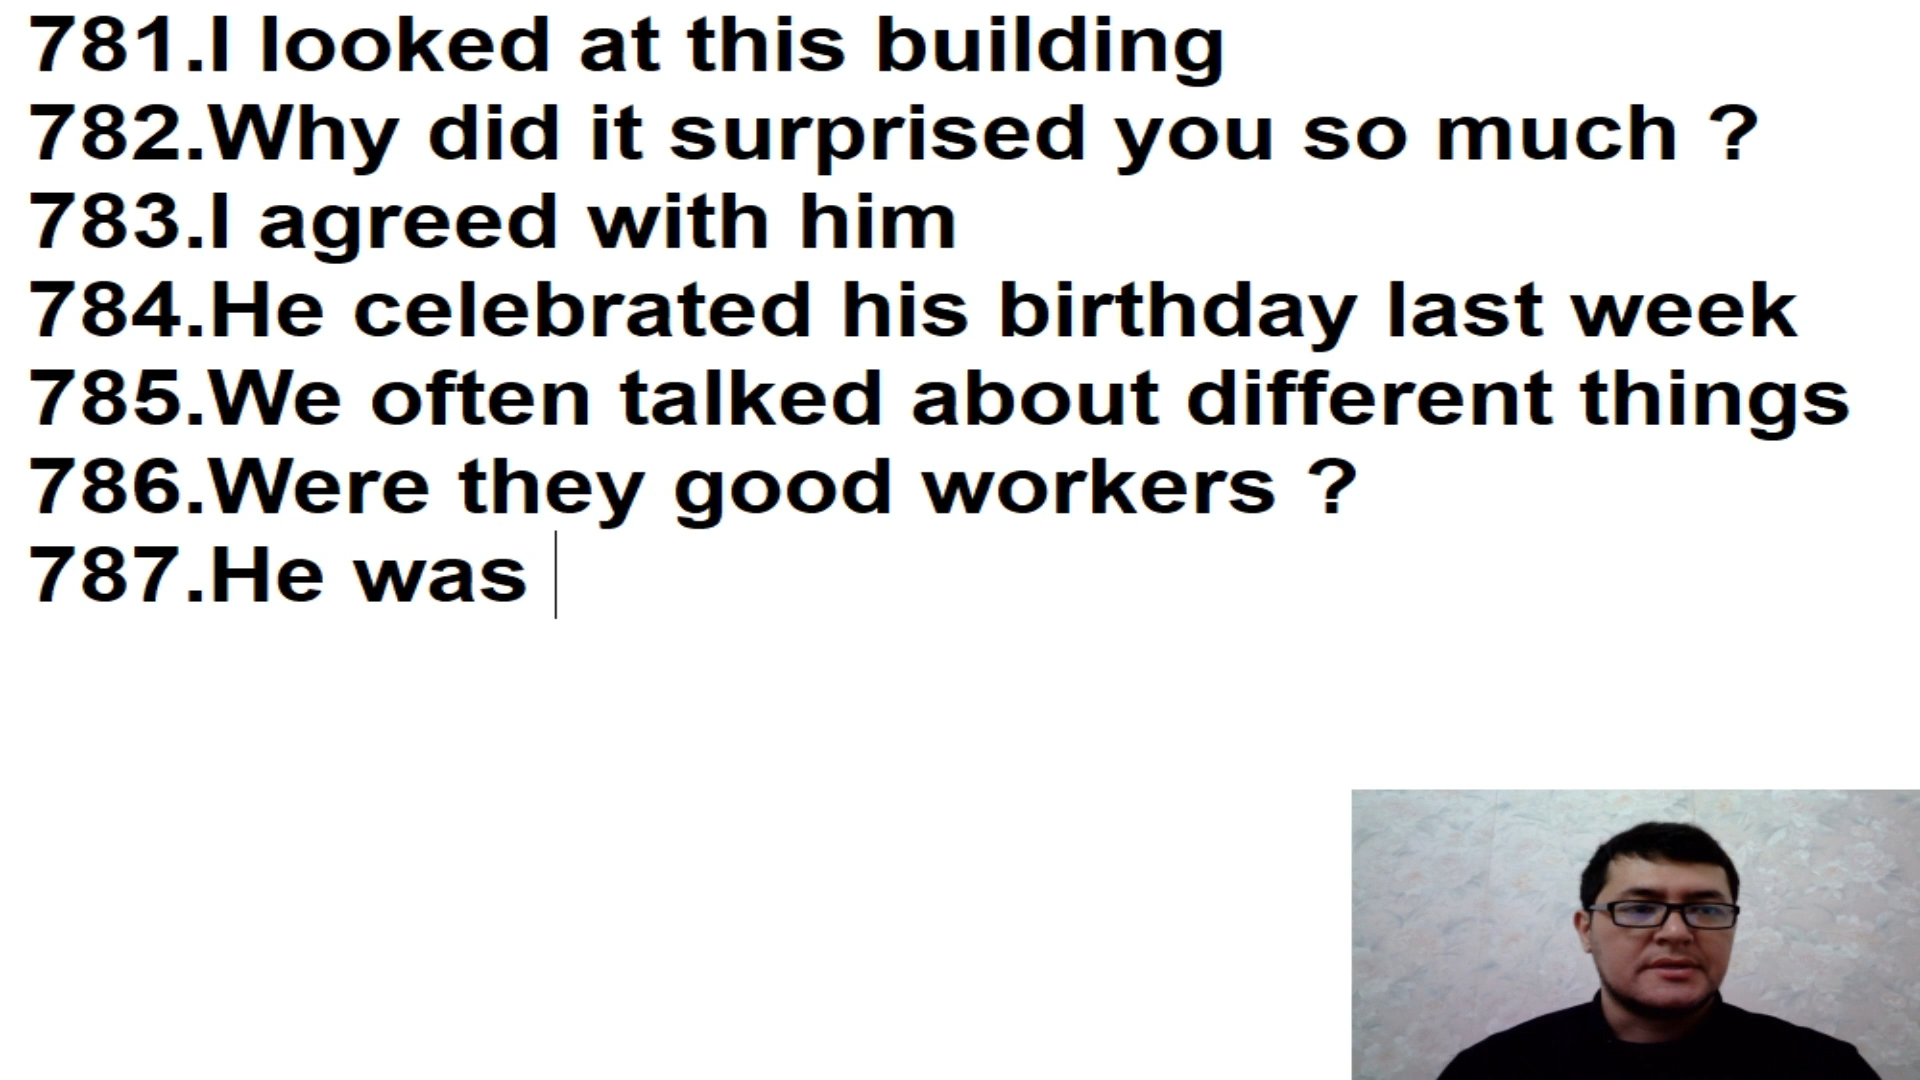 781.I looked at this building
782.Why did it surprised you so much ?
783.I agreed with him
784.He celebrated his birthday last week
785.We often talked about different things
786.Were they good workers ?
787.He was